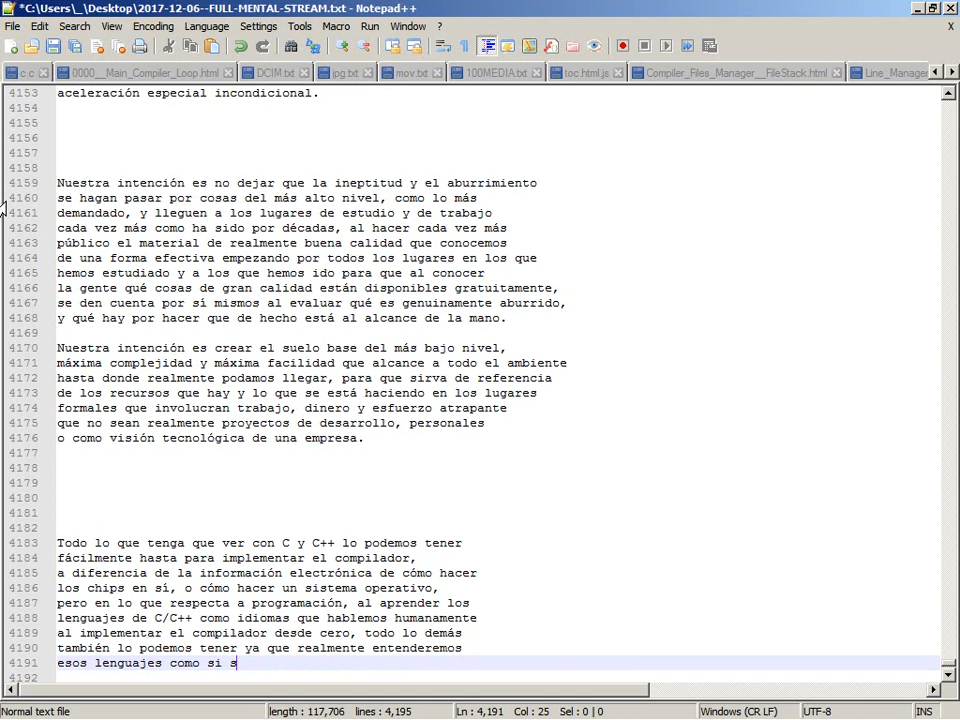 *C:\Users\_\Desktop\2017-12-06--FULL-MENTAL-STREAM.txt - Notepad++
File Edit Search View Encoding Language Settings Tools Macro Run Window ? X
c.c 0000__Main_Compiler_Loop.html DCIM.txt jpg.txt mov.txt 100MEDIA.txt toc.html.js Compiler_Files_Manager__FileStack.html Line_Manager
4153 aceleración especial incondicional.
4154
4155
4156
4157
4158
4159 Nuestra intención es no dejar que la ineptitud y el aburrimiento
4160 se hagan pasar por cosas del más alto nivel, como lo más
4161 demandado, y lleguen a los lugares de estudio y de trabajo
4162 cada vez más como ha sido por décadas, al hacer cada vez más
4163 público el material de realmente buena calidad que conocemos
4164 de una forma efectiva empezando por todos los lugares en los que
4165 hemos estudiado y a los que hemos ido para que al conocer
4166 la gente qué cosas de gran calidad están disponibles gratuitamente,
4167 se den cuenta por sí mismos al evaluar qué es genuinamente aburrido,
4168 y qué hay por hacer que de hecho está al alcance de la mano.
4169
4170 Nuestra intención es crear el suelo base del más bajo nivel,
4171 máxima complejidad y máxima facilidad que alcance a todo el ambiente
4172 hasta donde realmente podamos llegar, para que sirva de referencia
4173 de los recursos que hay y lo que se está haciendo en los lugares
4174 formales que involucran trabajo, dinero y esfuerzo atrapante
4175 que no sean realmente proyectos de desarrollo, personales
4176 o como visión tecnológica de una empresa.
4177
4178
4179
4180
4181
4182
4183 Todo lo que tenga que ver con C y C++ lo podemos tener
4184 fácilmente hasta para implementar el compilador,
4185 a diferencia de la información electrónica de cómo hacer
4186 los chips en sí, o cómo hacer un sistema operativo,
4187 pero en lo que respecta a programación, al aprender los
4188 lenguajes de C/C++ como idiomas que hablemos humanamente
4189 al implementar el compilador desde cero, todo lo demás
4190 también lo podemos tener ya que realmente entenderemos
4191 esos lenguajes como si s
4192
Normal text file length : 117,706 lines : 4,195 Ln : 4,191 Col : 25 Sel : 0 | 0 Windows (CR LF) UTF-8 INS